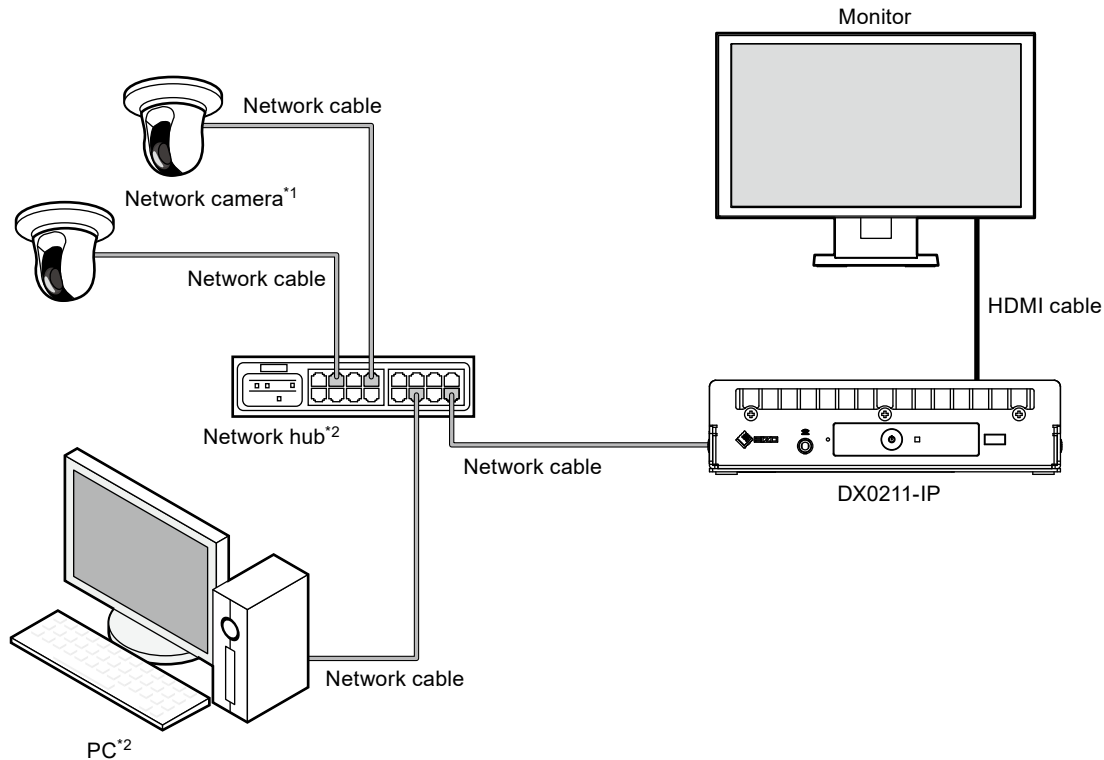 Monitor
Network cable
Network camera*1
Network cable
HDMI cable
Network hub*2
Network cable
DX0211-IP
Network cable
PC*2